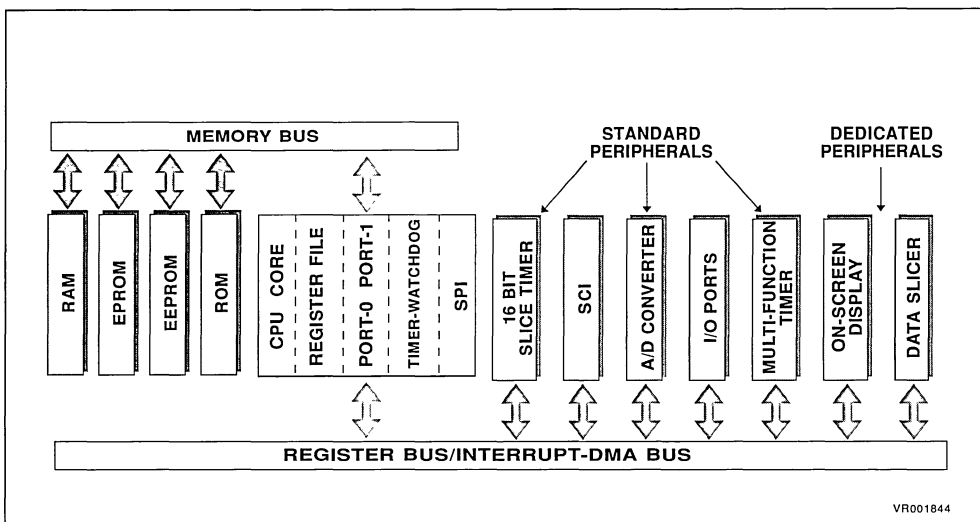 MEMORY BUS
STANDARD
PERIPHERALS
DEDICATED
PERIPHERALS
RAM
EPROM
EEPROM
ROM
CPU CORE
REGISTER FILE
PORT-0 PORT-1
TIMER-WATCHDOG
SPI
16 BIT
SLICE TIMER
SCI
A/D CONVERTER
I/O PORTS
MULTI-FUNCTION
TIMER
ON-SCREEN
DISPLAY
DATA SLICER
REGISTER BUS/INTERRUPT-DMA BUS
VR001844